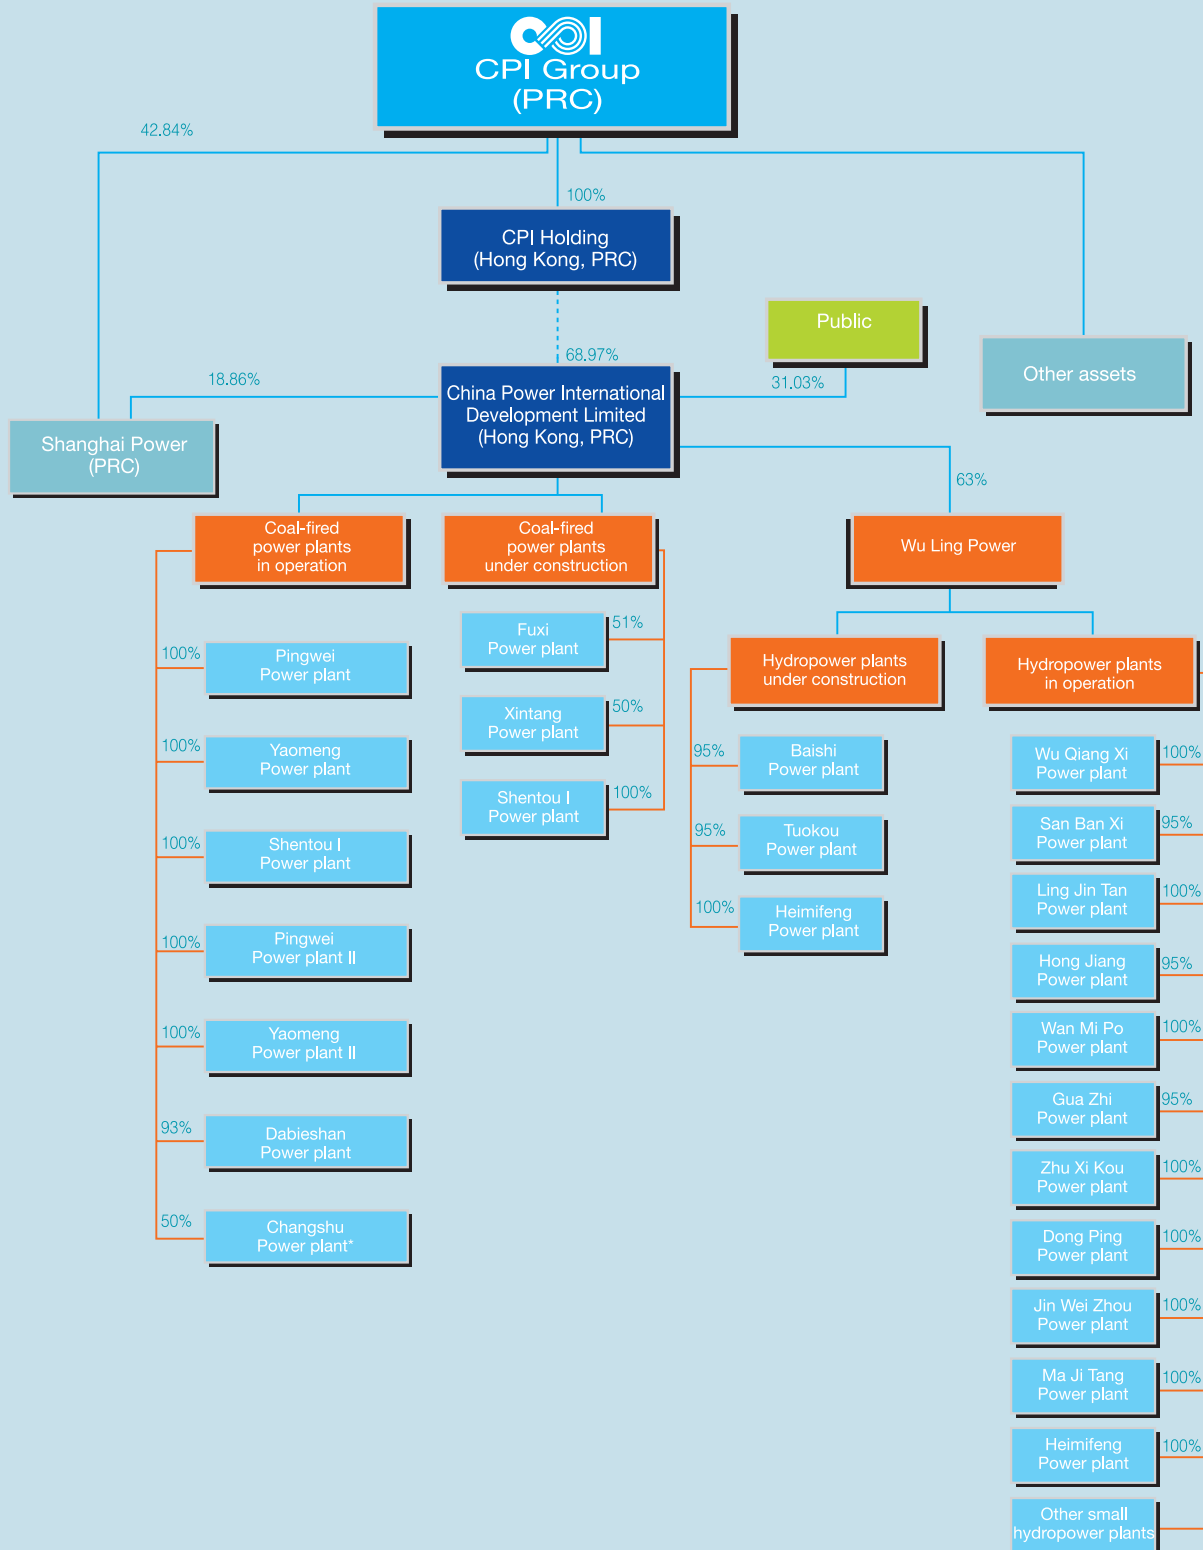 CPI
CPI Group
(PRC)
42.84%
100%
CPI Holding
(Hong Kong, PRC)
Public
68.97%
18.86%
31.03%
Other assets
China Power International
Development Limited
(Hong Kong, PRC)
Shanghai Power
(PRC)
63%
Coal-fired
power plants
in operation
Coal-fired
power plants
under construction
Wu Ling Power
100%
Pingwei
Power plant
100%
Yaomeng
Power plant
100%
Shentou I
Power plant
100%
Pingwei
Power plant II
100%
Yaomeng
Power plant II
93%
Dabieshan
Power plant
50%
Changshu
Power plant*
Fuxi
Power plant
51%
Xintang
Power plant
50%
Shentou I
Power plant
100%
Hydropower plants
under construction
95%
Baishi
Power plant
95%
Tuokou
Power plant
100%
Heimifeng
Power plant
Hydropower plants
in operation
Wu Qiang Xi
Power plant
100%
San Ban Xi
Power plant
95%
Ling Jin Tan
Power plant
100%
Hong Jiang
Power plant
95%
Wan Mi Po
Power plant
100%
Gua Zhi
Power plant
95%
Zhu Xi Kou
Power plant
100%
Dong Ping
Power plant
100%
Jin Wei Zhou
Power plant
100%
Ma Ji Tang
Power plant
100%
Heimifeng
Power plant
100%
Other small
hydropower plants